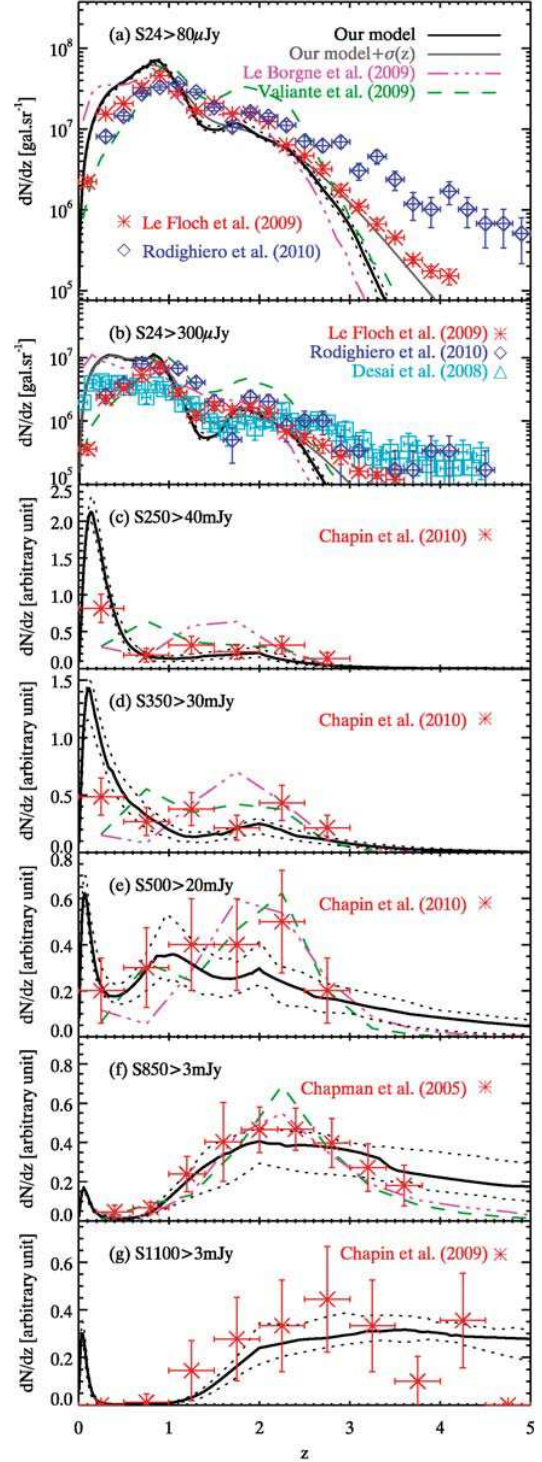 (a) S24>80μJy
Our model
Our model+σ(z)
Le Borgne et al. (2009)
Valiante et al. (2009)
Le Floch et al. (2009)
Rodighiero et al. (2010)
dN/dz [gal.sr⁻¹]
10⁸
10⁷
10⁶
10⁵
(b) S24>300μJy
Le Floch et al. (2009)
Rodighiero et al. (2010)
Desai et al. (2008)
dN/dz [gal.sr⁻¹]
10⁷
10⁶
10⁵
(c) S250>40mJy
Chapin et al. (2010)
dN/dz [arbitrary unit]
2.5
2.0
1.5
1.0
0.5
0.0
(d) S350>30mJy
Chapin et al. (2010)
dN/dz [arbitrary unit]
1.5
1.0
0.5
0.0
(e) S500>20mJy
Chapin et al. (2010)
dN/dz [arbitrary unit]
0.8
0.6
0.4
0.2
0.0
(f) S850>3mJy
Chapman et al. (2005)
dN/dz [arbitrary unit]
0.8
0.6
0.4
0.2
0.0
(g) S1100>3mJy
Chapin et al. (2009)
dN/dz [arbitrary unit]
0.6
0.4
0.2
0.0
0 1 2 3 4 5
z